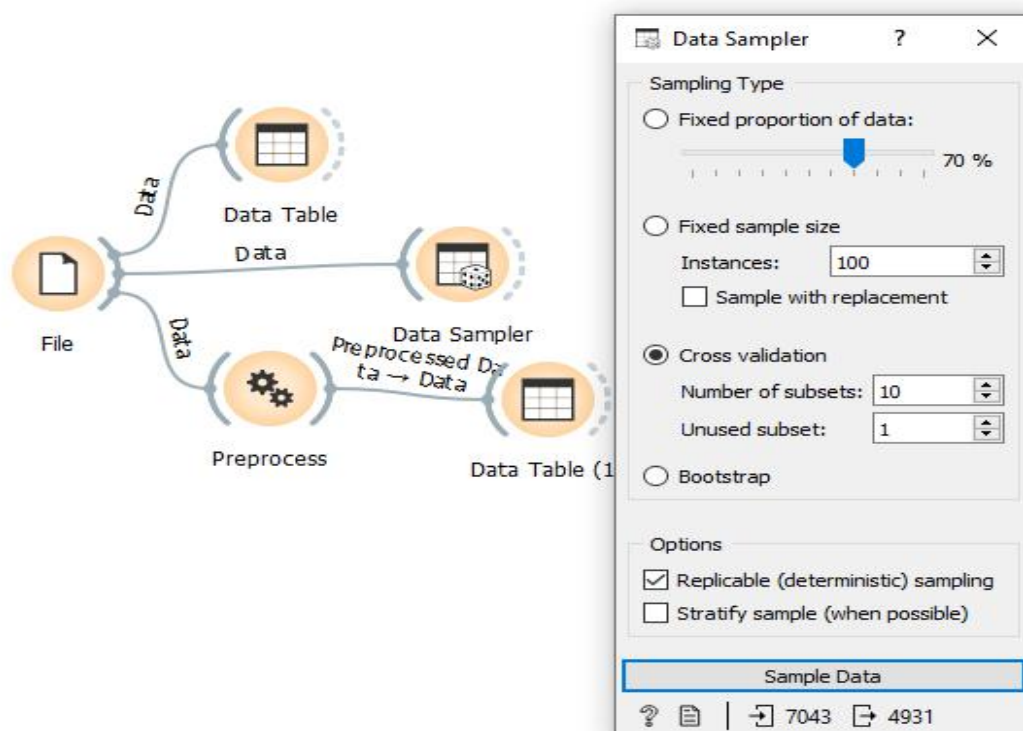 Data Sampler ?
Sampling Type
Fixed proportion of data:
70 %
Fixed sample size
Instances: 100
Sample with replacement
Cross validation
Number of subsets: 10
Unused subset: 1
Bootstrap
Options
Replicable (deterministic) sampling
Stratify sample (when possible)
Sample Data
? 7043 4931
Data
Data Table
Data
Data Sampler
File
Data
Preprocessed Da
ta → Data
Preprocess
Data Table (1